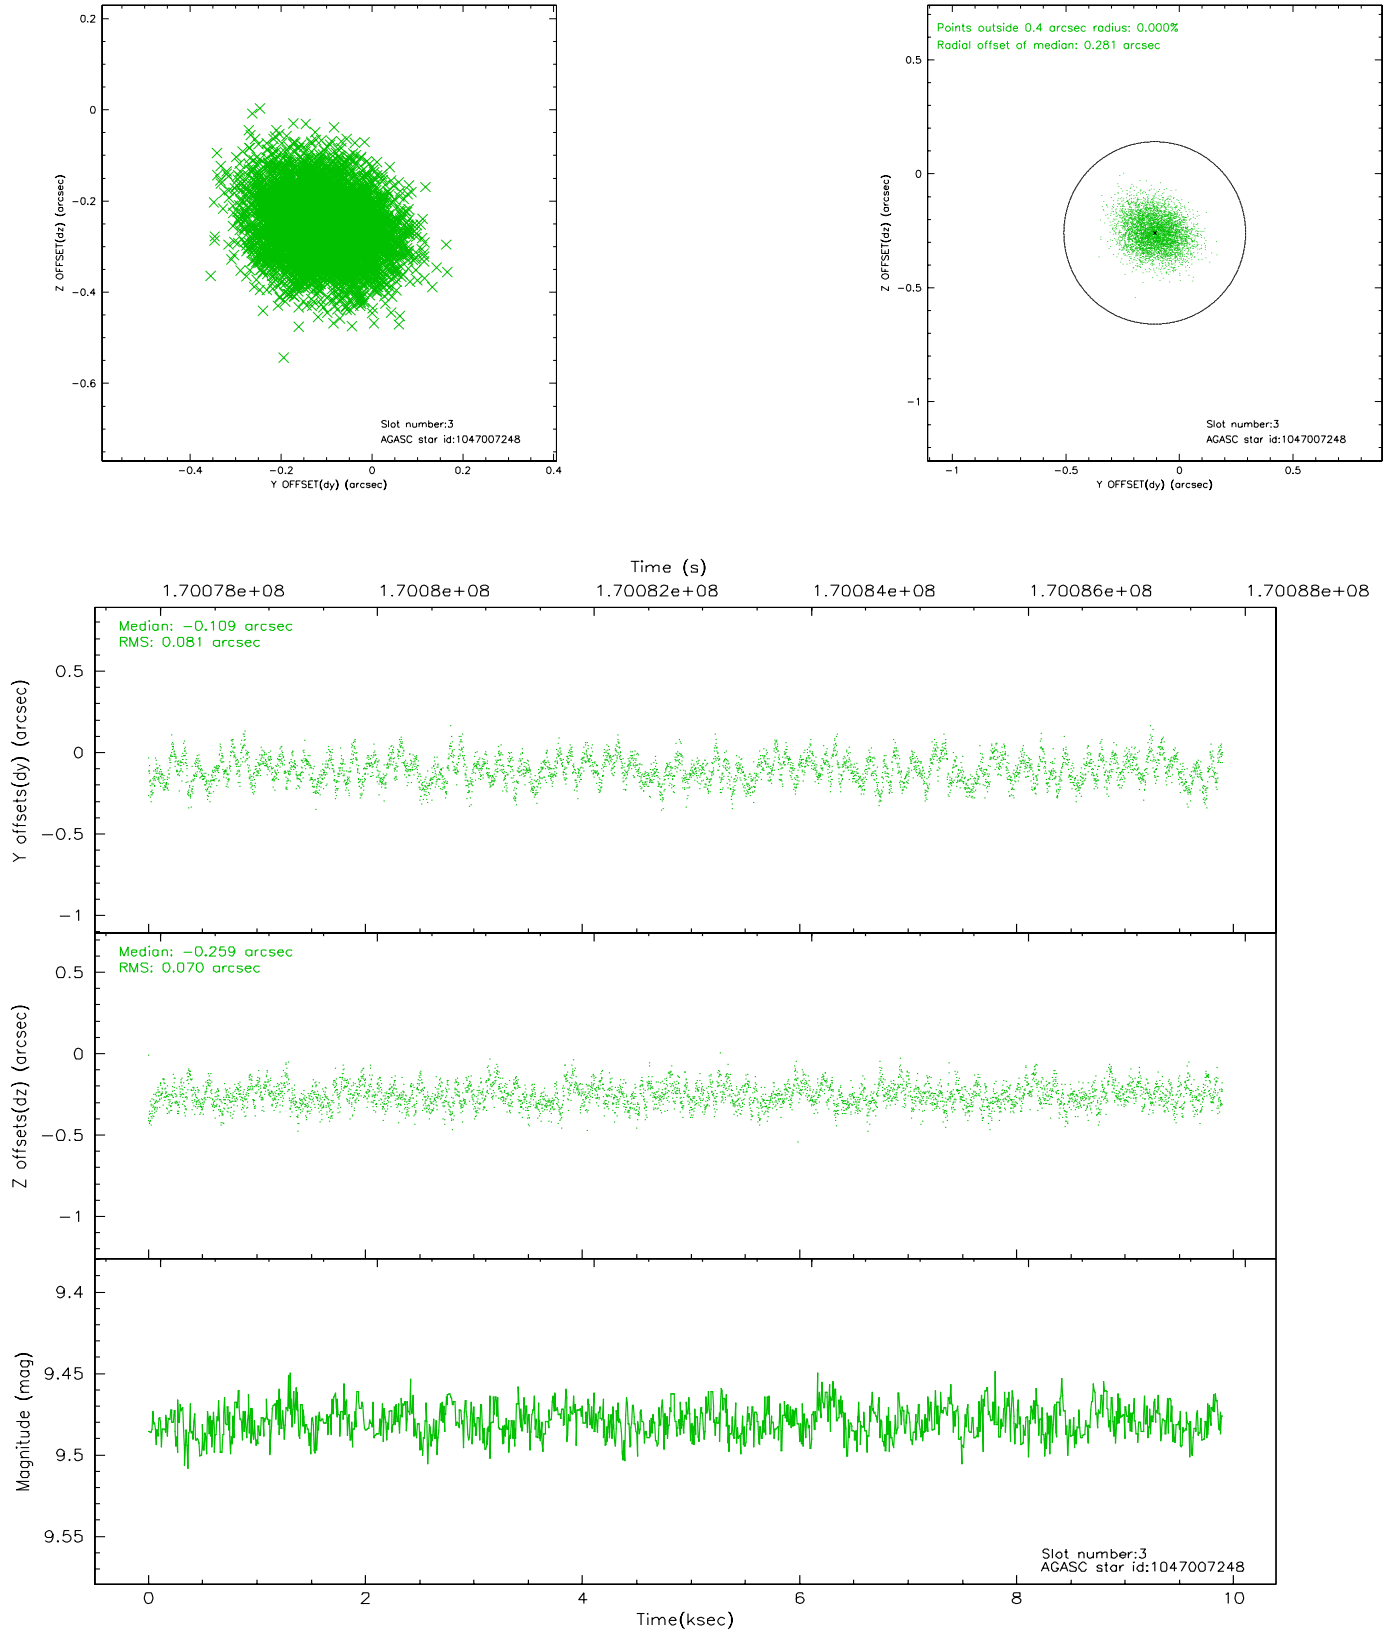 0.2
0
−0.2
−0.4
−0.6
Z OFFSET(dz) (arcsec)
Slot number:3
AGASC star id:1047007248
−0.4 −0.2 0 0.2 0.4
Y OFFSET(dy) (arcsec)
Points outside 0.4 arcsec radius: 0.000%
Radial offset of median: 0.281 arcsec
0.5
0
−0.5
−1
Z OFFSET(dz) (arcsec)
Slot number:3
AGASC star id:1047007248
−1 −0.5 0 0.5
Y OFFSET(dy) (arcsec)
Time (s)
1.70078e+08 1.7008e+08 1.70082e+08 1.70084e+08 1.70086e+08 1.70088e+08
Median: −0.109 arcsec
RMS: 0.081 arcsec
0.5
0
−0.5
−1
Y offsets(dy) (arcsec)
Median: −0.259 arcsec
RMS: 0.070 arcsec
0.5
0
−0.5
−1
Z offsets(dz) (arcsec)
9.4
9.45
9.5
9.55
Magnitude (mag)
Slot number:3
AGASC star id:1047007248
0 2 4 6 8 10
Time(ksec)